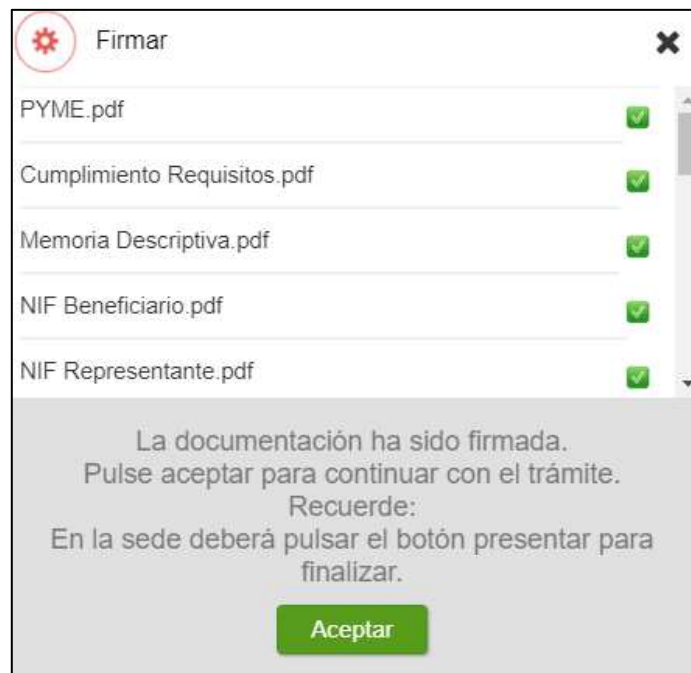 Firmar
PYME.pdf
Cumplimiento Requisitos.pdf
Memoria Descriptiva.pdf
NIF Beneficiario.pdf
NIF Representante.pdf
La documentación ha sido firmada.
Pulse aceptar para continuar con el trámite.
Recuerde:
En la sede deberá pulsar el botón presentar para
finalizar.
Aceptar